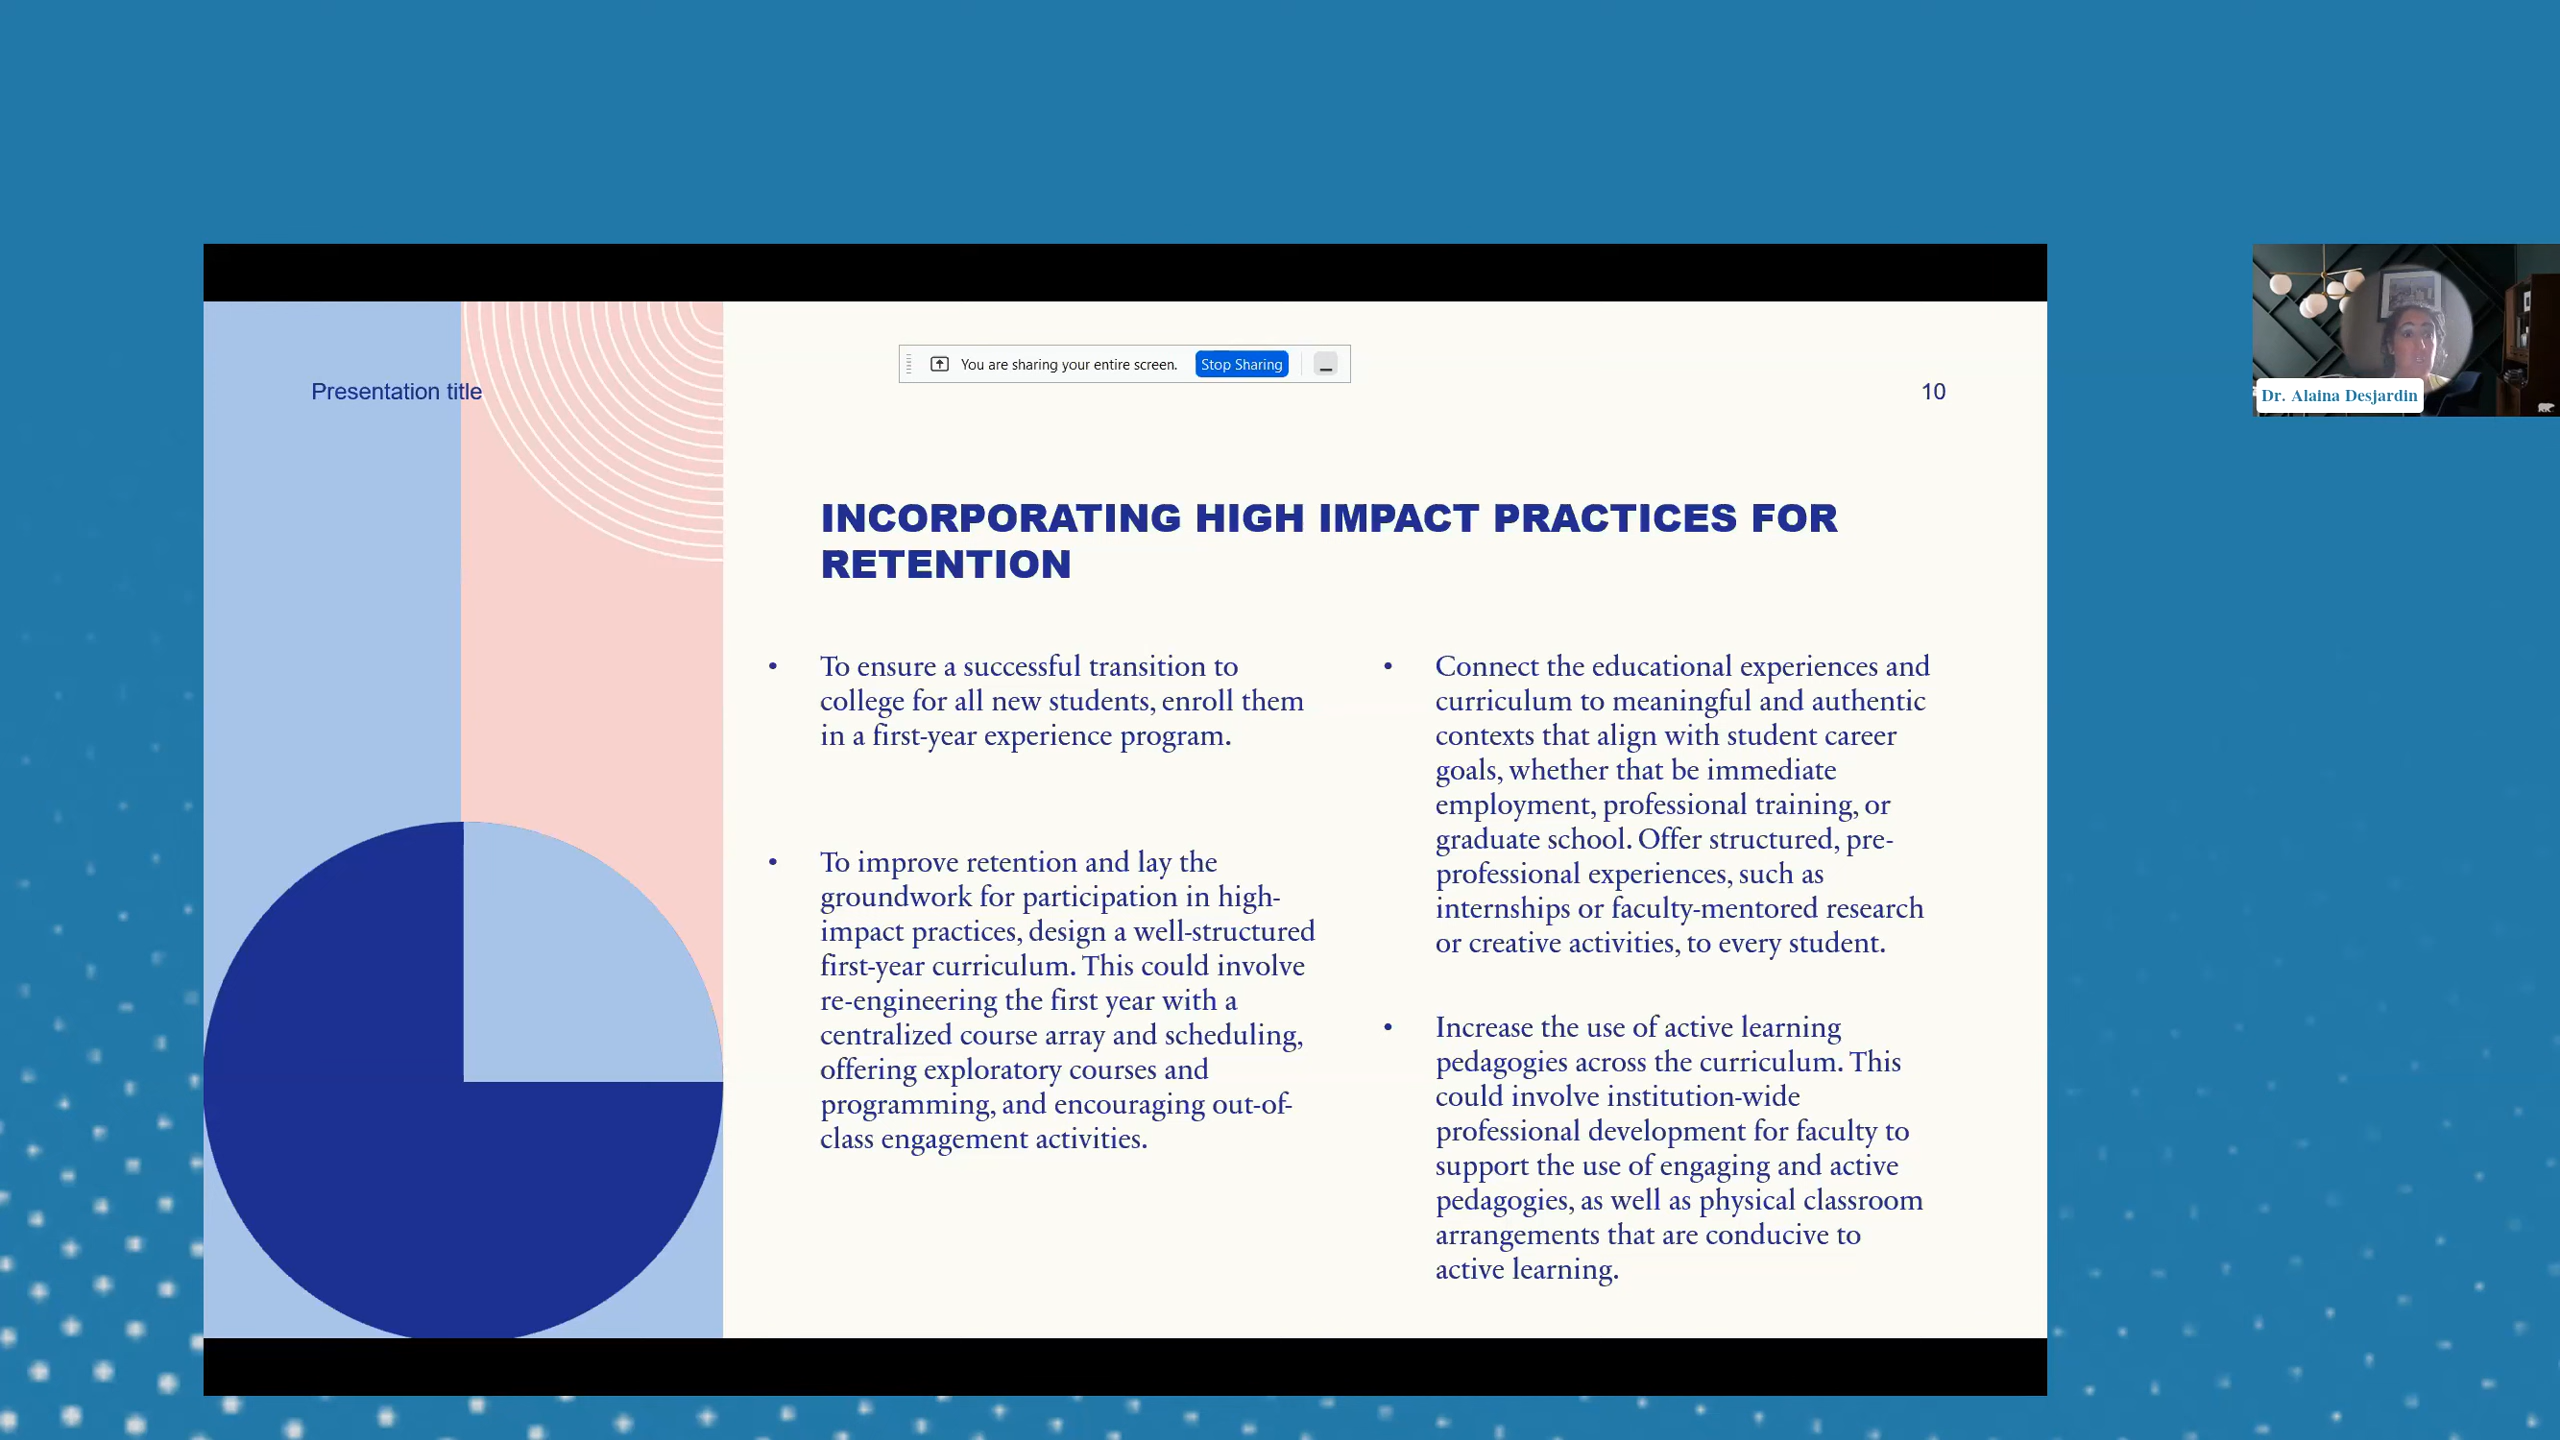 You are sharing your entire screen. Stop Sharing
Presentation title
10
Dr. Alaina Desjardin
INCORPORATING HIGH IMPACT PRACTICES FOR
RETENTION
• To ensure a successful transition to
college for all new students, enroll them
in a first-year experience program.
• To improve retention and lay the
groundwork for participation in high-
impact practices, design a well-structured
first-year curriculum. This could involve
re-engineering the first year with a
centralized course array and scheduling,
offering exploratory courses and
programming, and encouraging out-of-
class engagement activities.
• Connect the educational experiences and
curriculum to meaningful and authentic
contexts that align with student career
goals, whether that be immediate
employment, professional training, or
graduate school. Offer structured, pre-
professional experiences, such as
internships or faculty-mentored research
or creative activities, to every student.
• Increase the use of active learning
pedagogies across the curriculum. This
could involve institution-wide
professional development for faculty to
support the use of engaging and active
pedagogies, as well as physical classroom
arrangements that are conducive to
active learning.